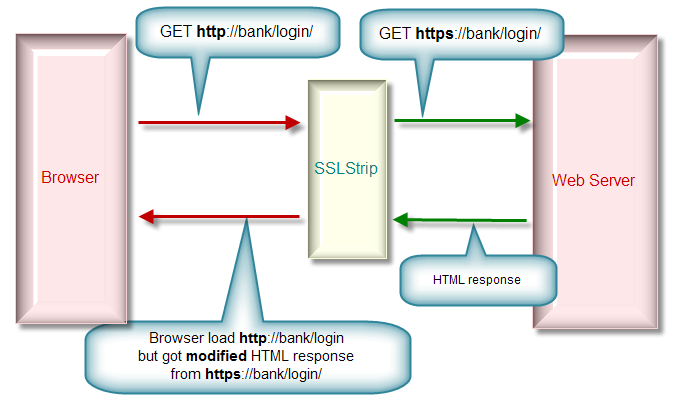 GET http://bank/login/
GET https://bank/login/
Browser
SSLStrip
Web Server
HTML response
Browser load http://bank/login
but got modified HTML response
from https://bank/login/